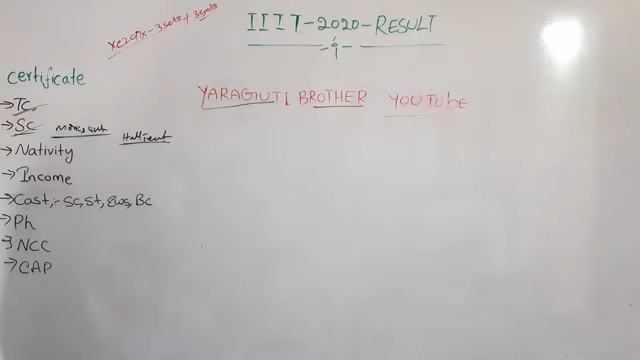 IIIT-2020-RESULT
Xerox-3sets+3sets
YARAGUTI BROTHER YOUTUbe
certificate
→TC
→SC Marks list Hallticket
→Nativity
→Income
→Cast,:- SC, St, Ews, BC
→Ph
→NCC
→CAP